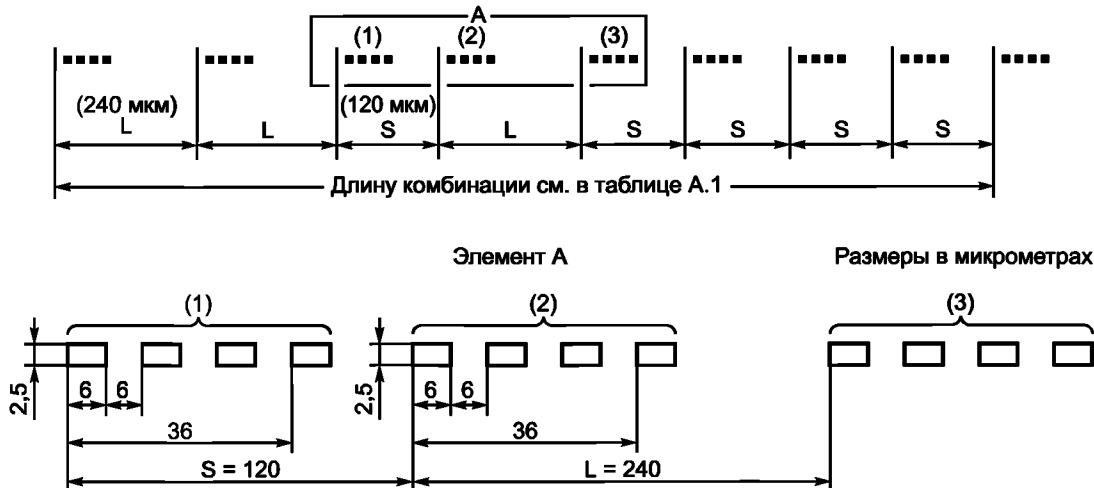 A
(1) (2) (3)
(240 мкм) (120 мкм)
L L S L S S S S
Длину комбинации см. в таблице А.1
Элемент А Размеры в микрометрах
(1) (2) (3)
2,5 6 6 2,5 6 6
36 36
S = 120 L = 240